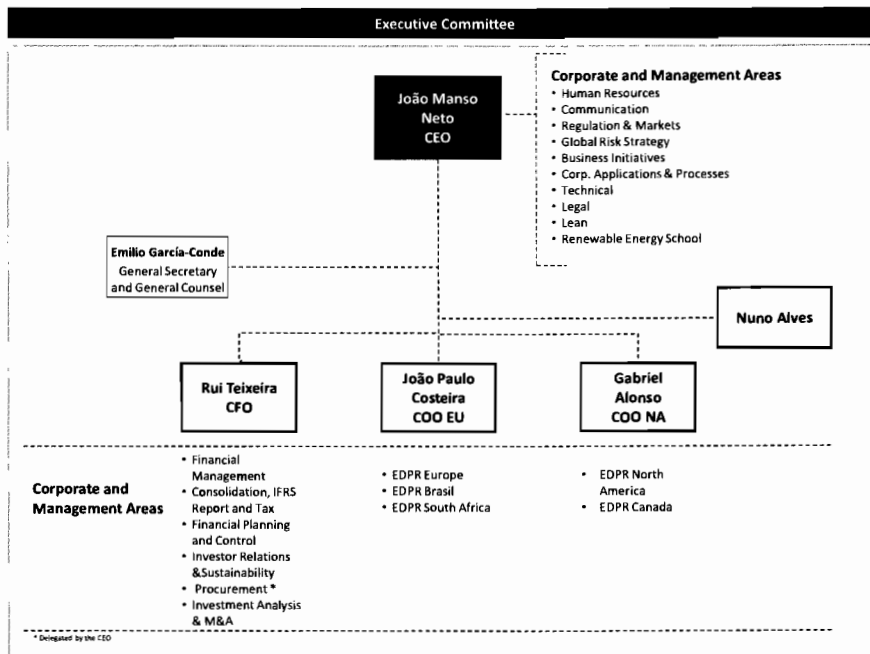 Executive Committee
João Manso
Neto
CEO
Corporate and Management Areas
• Human Resources
• Communication
• Regulation & Markets
• Global Risk Strategy
• Business Initiatives
• Corp. Applications & Processes
• Technical
• Legal
• Lean
• Renewable Energy School
Emilio García-Conde
General Secretary
and General Counsel
Nuno Alves
Rui Teixeira
CFO
João Paulo
Costeira
COO EU
Gabriel
Alonso
COO NA
Corporate and
Management Areas
• Financial
Management
• Consolidation, IFRS
Report and Tax
• Financial Planning
and Control
• Investor Relations
&Sustainability
• Procurement *
• Investment Analysis
& M&A
• EDPR Europe
• EDPR Brasil
• EDPR South Africa
• EDPR North
America
• EDPR Canada
* Delegated by the CEO